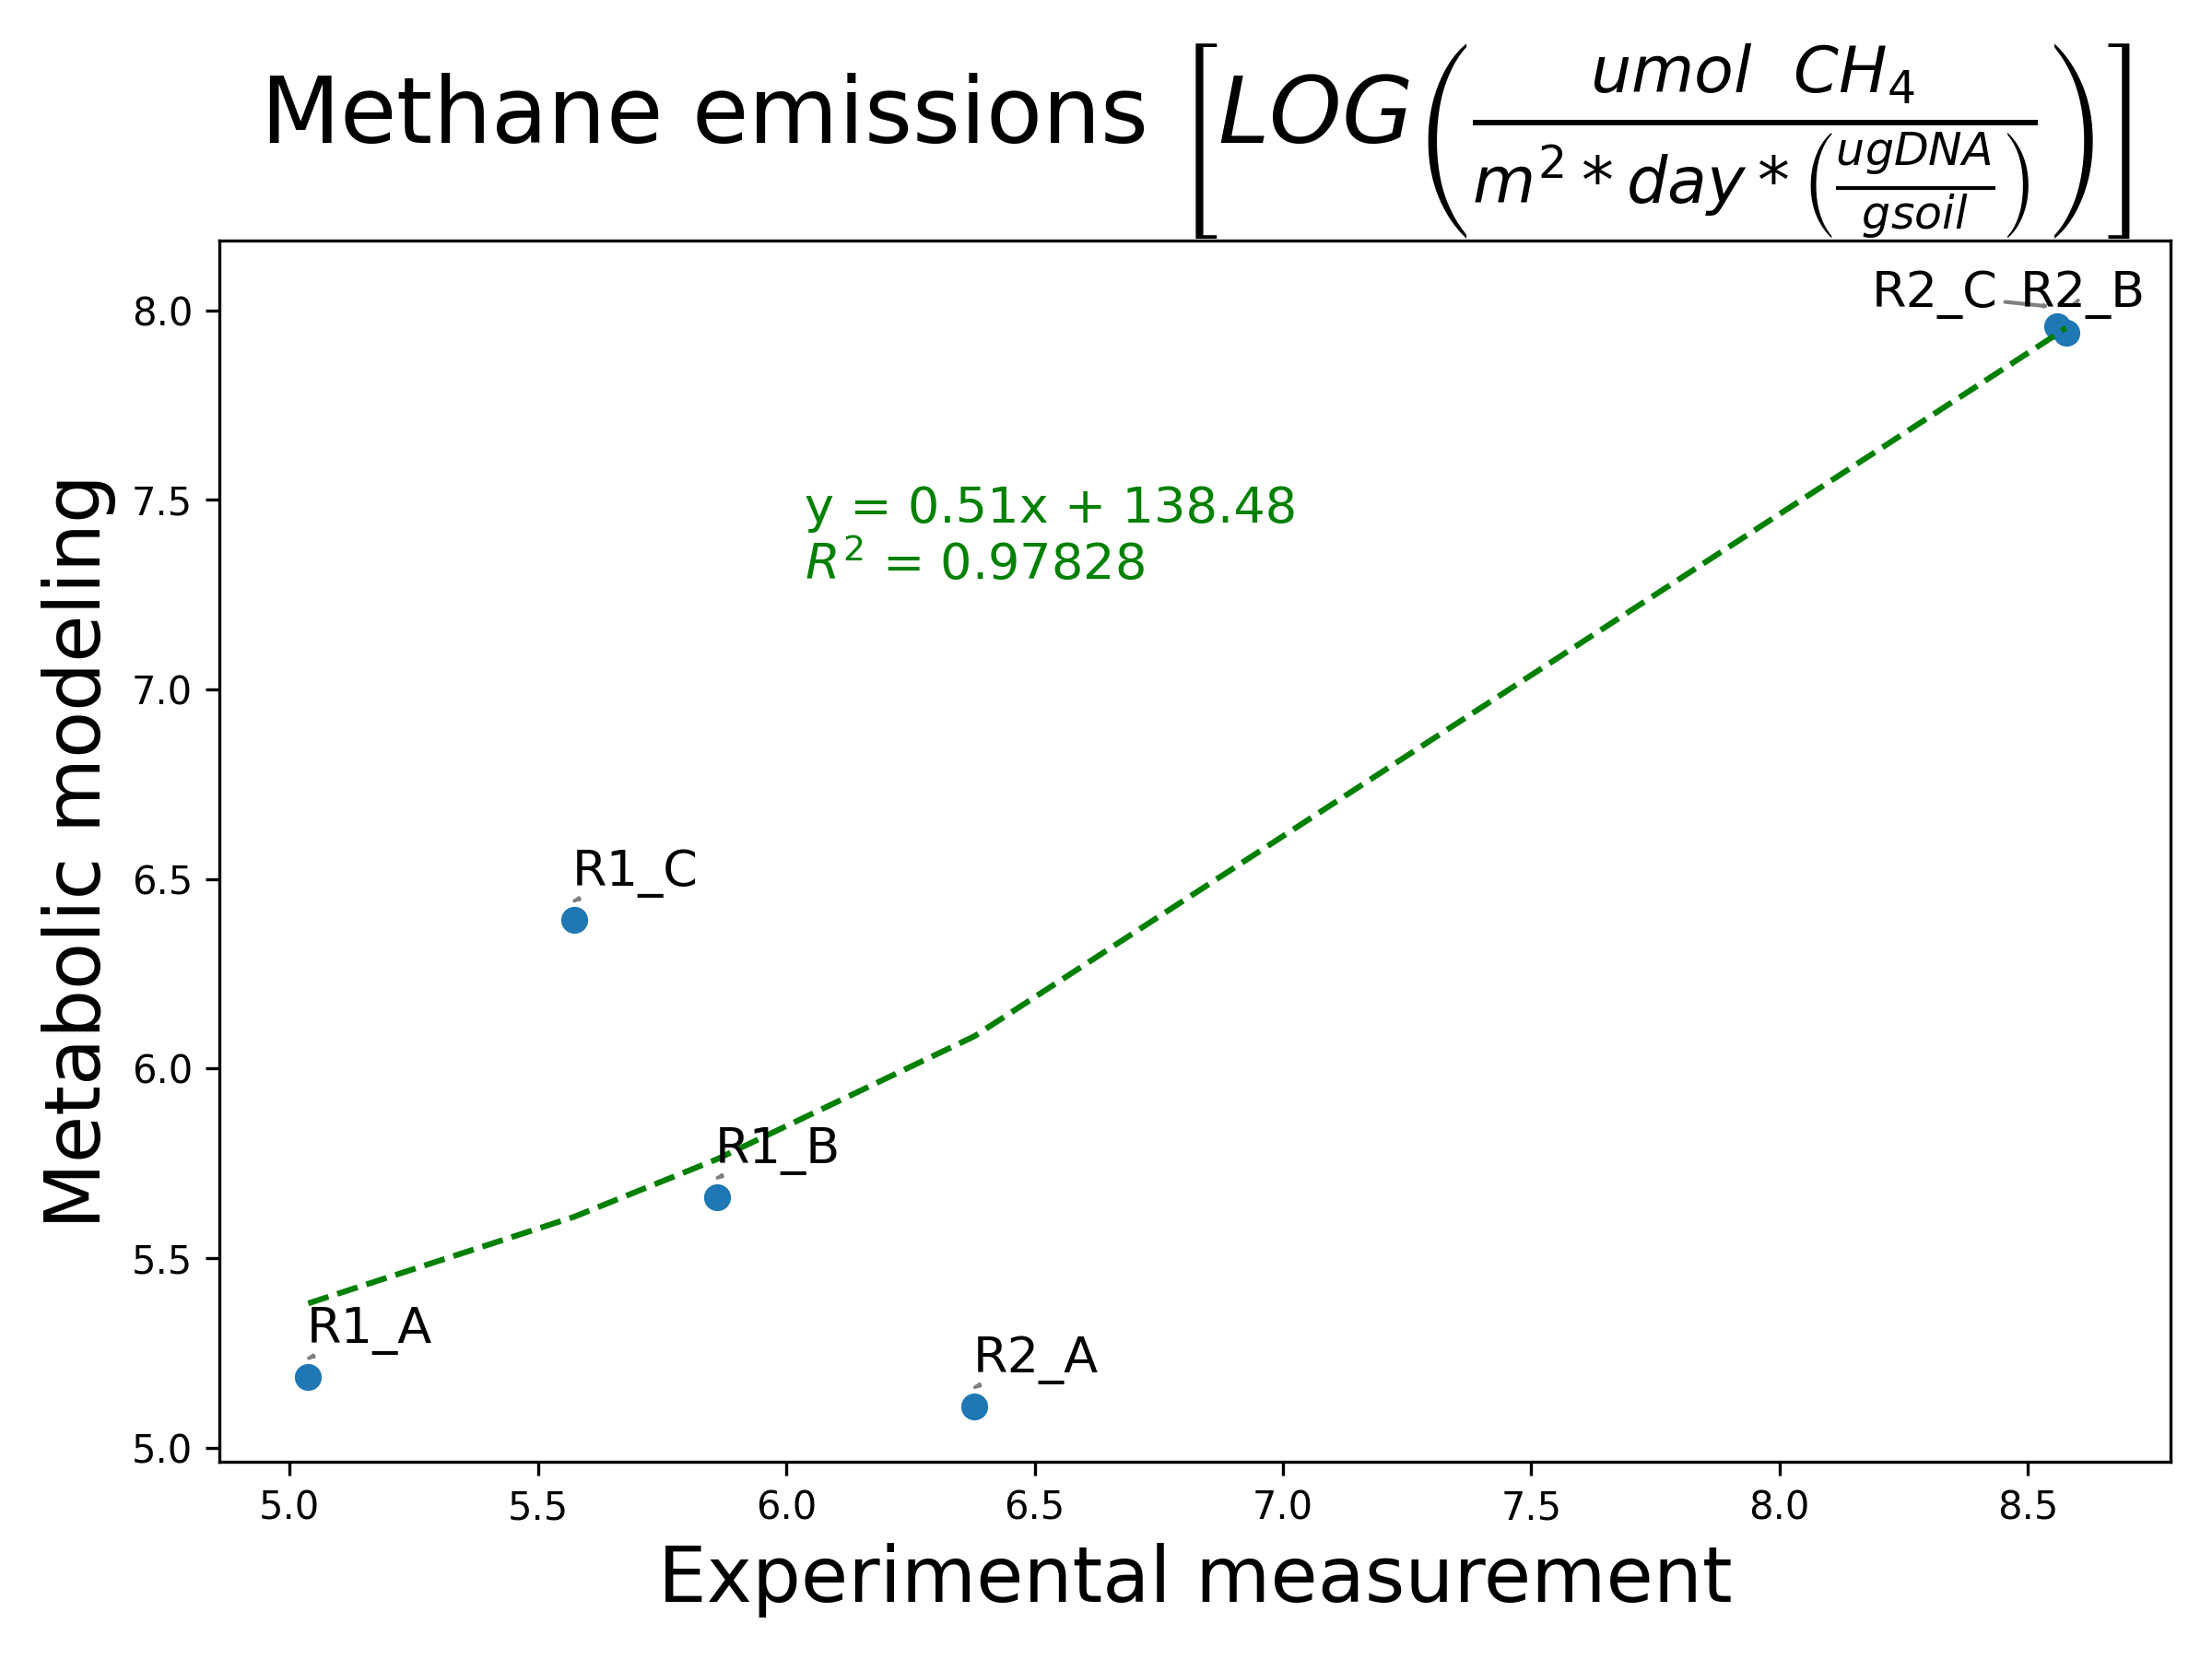 Methane emissions [LOG(umol CH₄ / m² * day * (ugDNA / gsoil))]
R2_C R2_B
y = 0.51x + 138.48
R² = 0.97828
R1_C
R1_B
R1_A
R2_A
8.0
7.5
7.0
6.5
6.0
5.5
5.0
Metabolic modeling
5.0 5.5 6.0 6.5 7.0 7.5 8.0 8.5
Experimental measurement